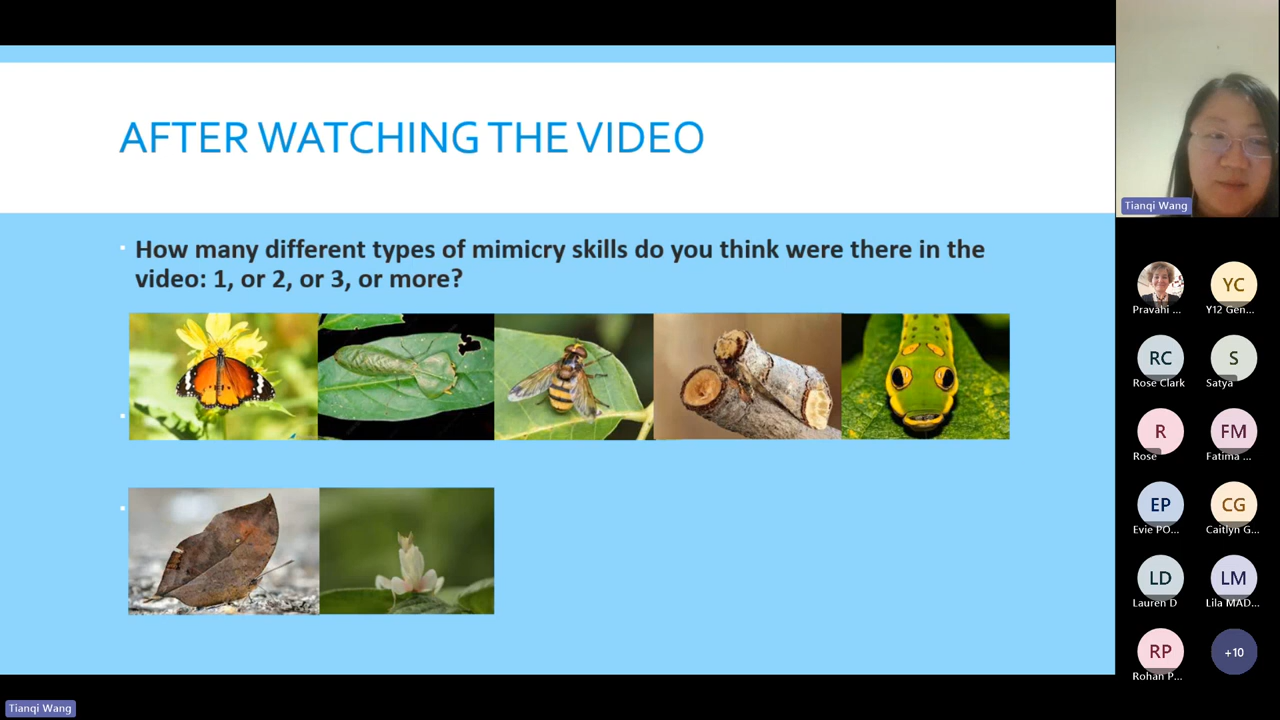 AFTER WATCHING THE VIDEO
How many different types of mimicry skills do you think were there in the
video: 1, or 2, or 3, or more?
Tianqi Wang
Pravahi ...
YC
Y12 Gen...
RC
Rose Clark
S
Satya
R
Rose
FM
Fatima ...
EP
Evie PO...
CG
Caitlyn G...
LD
Lauren D
LM
Lila MAD...
RP
Rohan P...
+10
Tianqi Wang